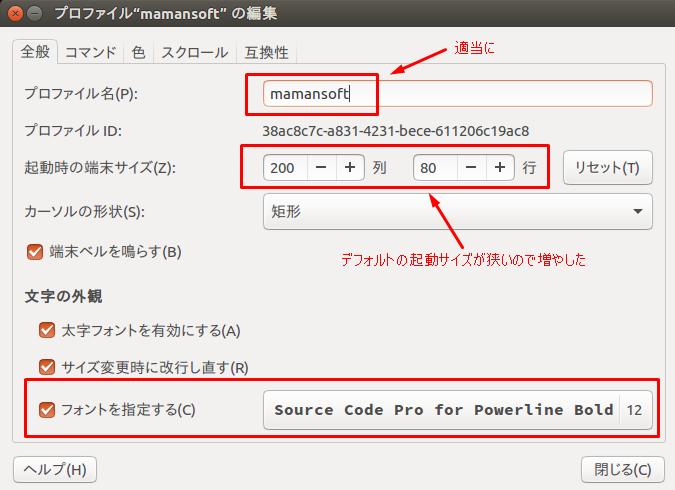 プロファイル“mamansoft” の編集
全般 コマンド 色 スクロール 互換性
適当に
プロファイル名(P): mamansoft
プロファイル ID: 38ac8c7c-a831-4231-bece-611206c19ac8
起動時の端末サイズ(Z): 200 − + 列 80 − + 行 リセット(T)
カーソルの形状(S): 矩形
端末ベルを鳴らす(B)
デフォルトの起動サイズが狭いので増やした
文字の外観
太字フォントを有効にする(A)
サイズ変更時に改行し直す(R)
フォントを指定する(C) Source Code Pro for Powerline Bold 12
ヘルプ(H) 閉じる(C)